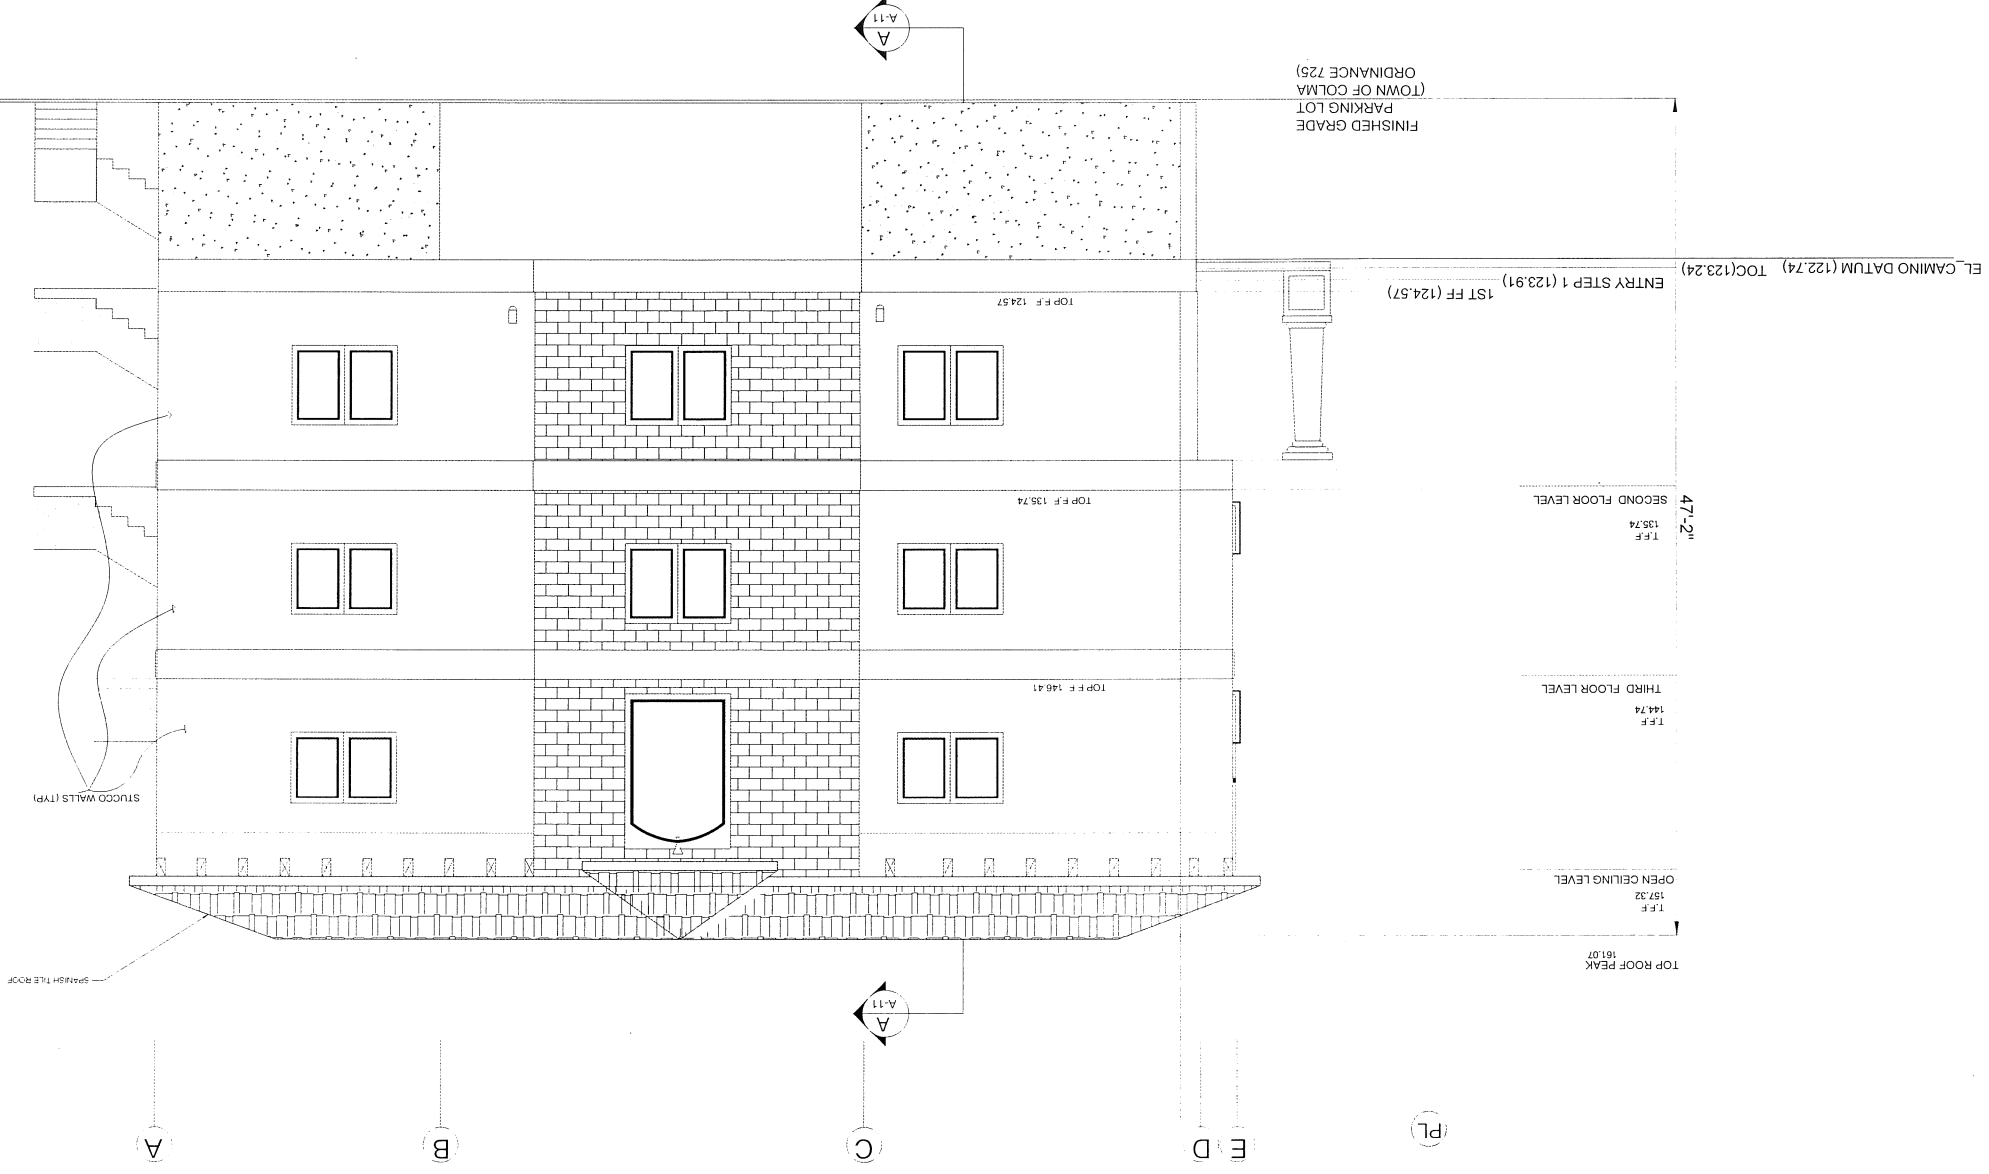 PL
E
D
C
B
A
A
A-11
SPANISH TILE ROOF
TOP ROOF PEAK
161.07
T.F.F
157.32
OPEN CEILING LEVEL
STUCCO WALLS (TYP)
T.F.F
144.74
THIRD FLOOR LEVEL
TOP F F 146.41
T.F.F
135.74
SECOND FLOOR LEVEL
47'-2"
TOP F F 135.74
TOP F.F 124.57
1ST FF (124.57)
ENTRY STEP 1 (123.91)
EL_CAMINO DATUM (122.74) TOC(123.24)
FINISHED GRADE
PARKING LOT
(TOWN OF COLMA
ORDINANCE 725)
A
A-11